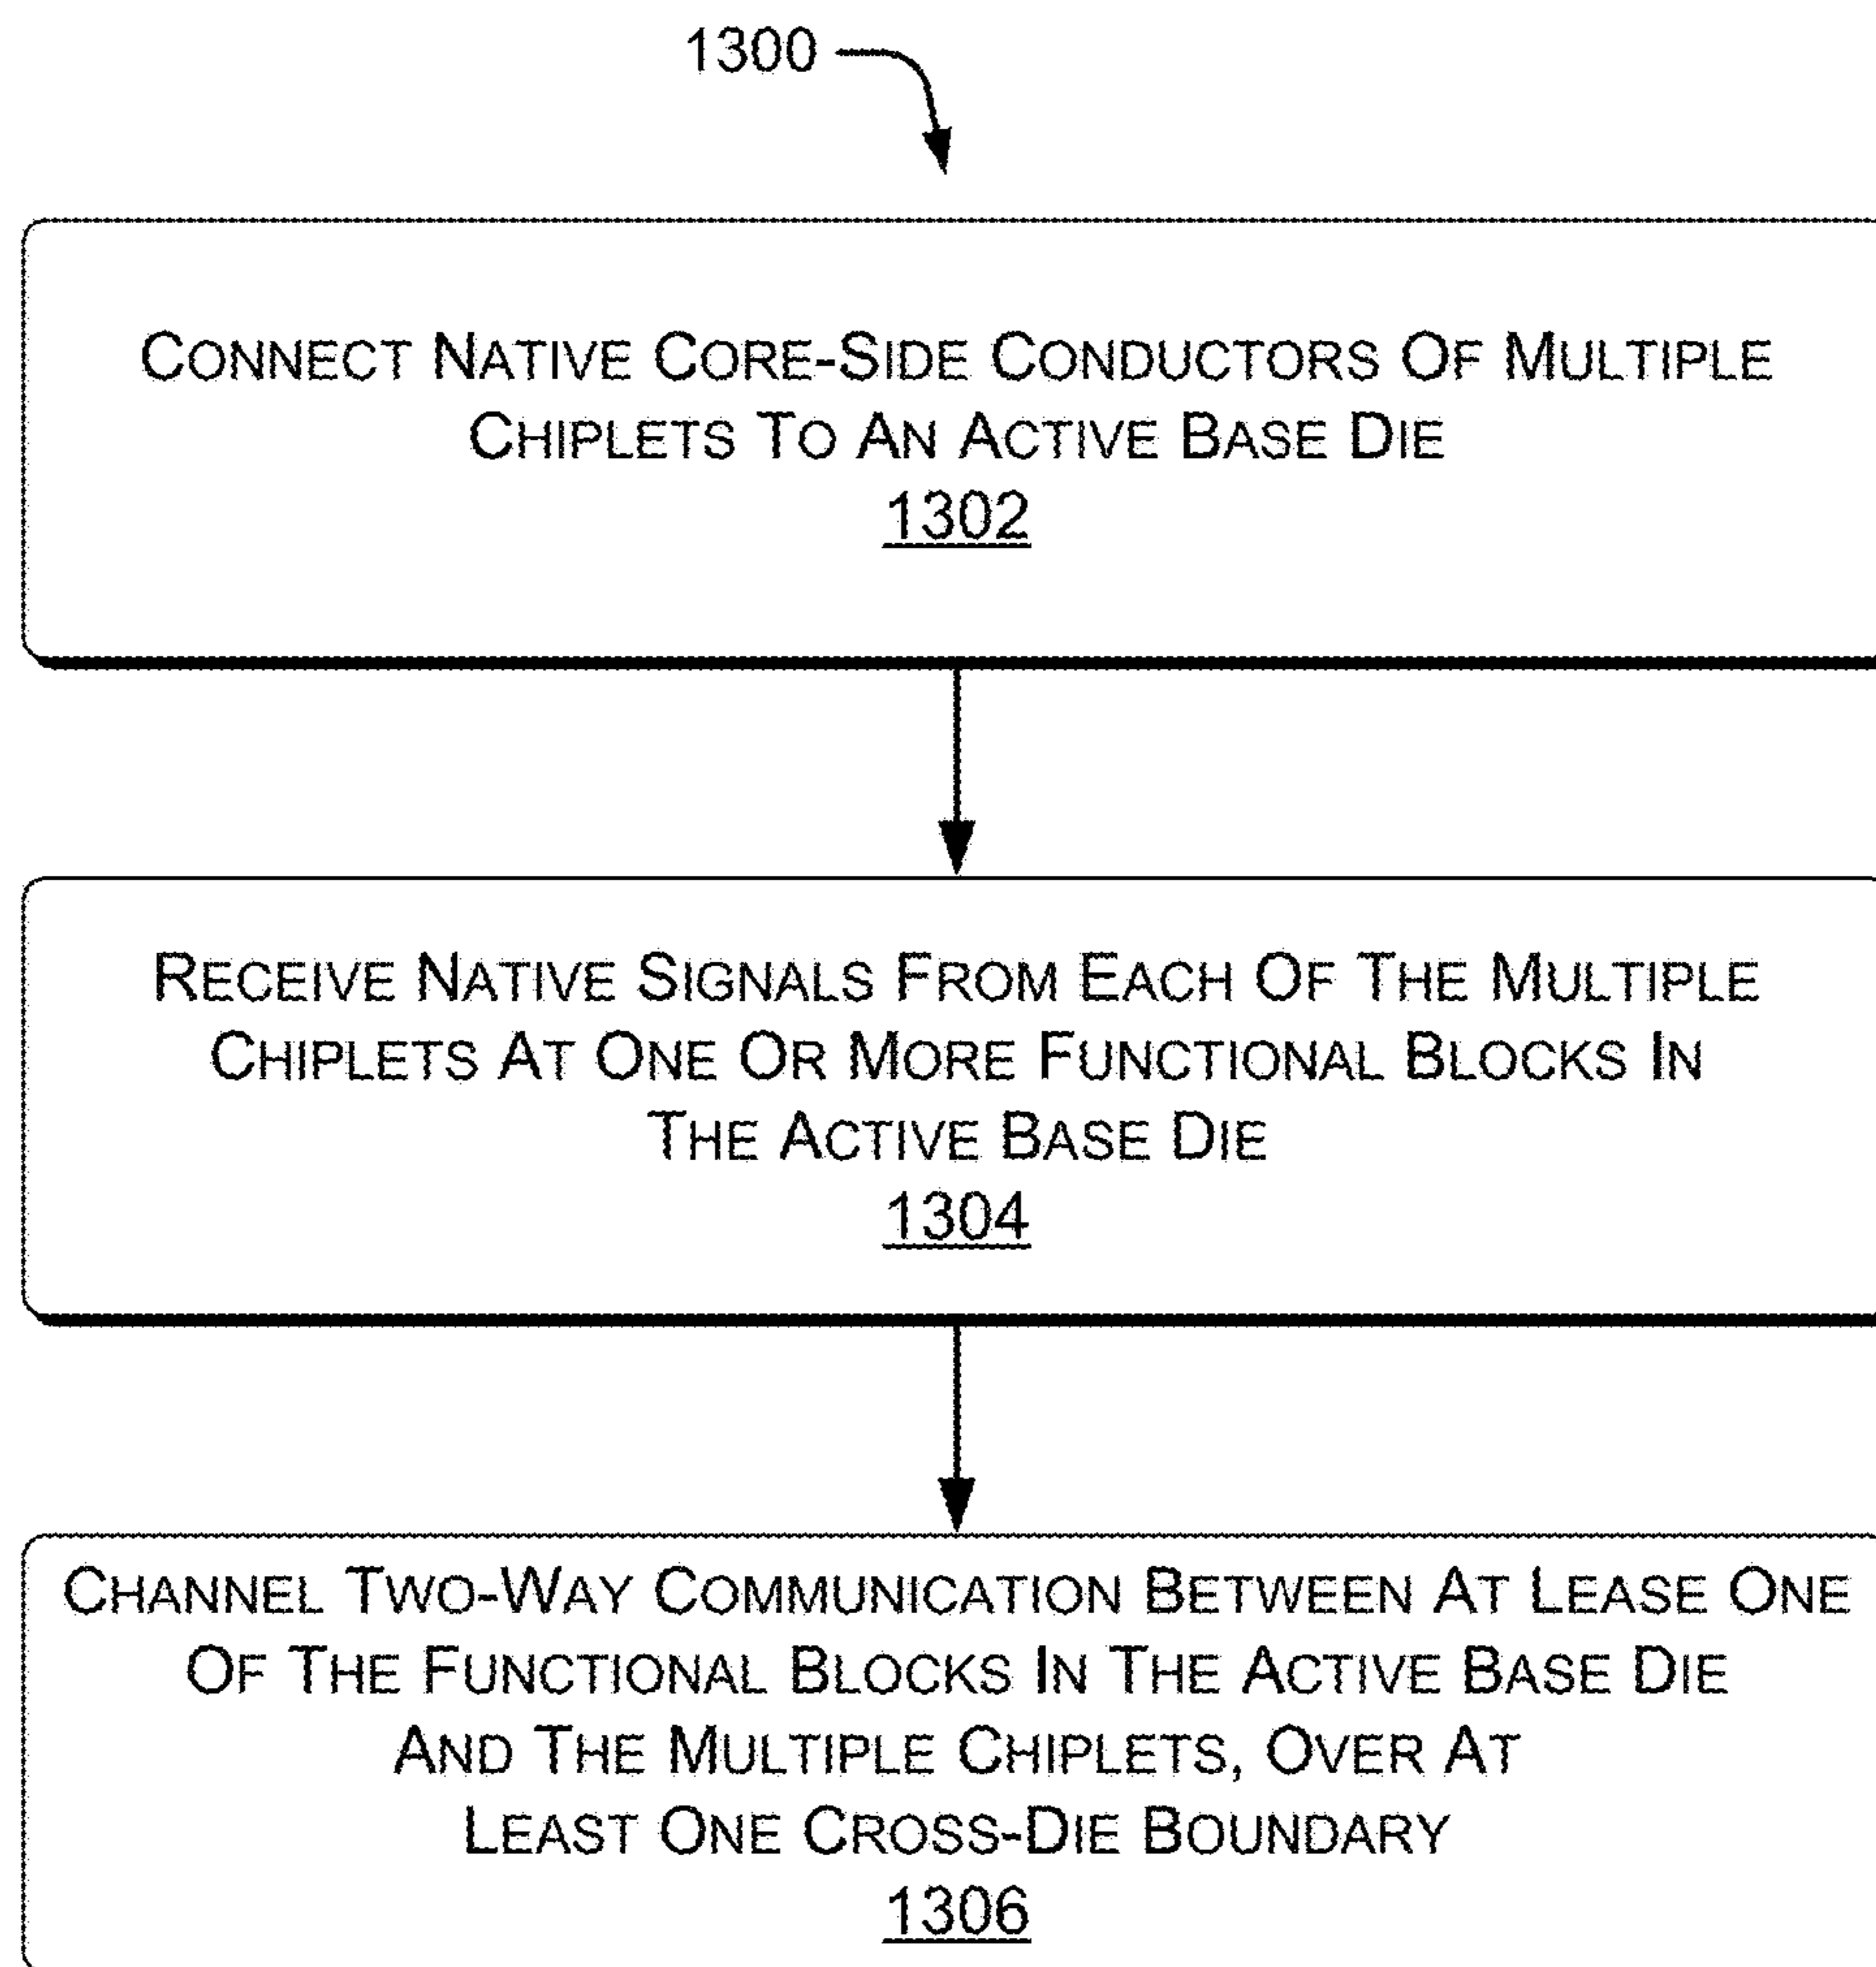 1300
CONNECT NATIVE CORE-SIDE CONDUCTORS OF MULTIPLE
CHIPLETS TO AN ACTIVE BASE DIE
1302
RECEIVE NATIVE SIGNALS FROM EACH OF THE MULTIPLE
CHIPLETS AT ONE OR MORE FUNCTIONAL BLOCKS IN
THE ACTIVE BASE DIE
1304
CHANNEL TWO-WAY COMMUNICATION BETWEEN AT LEASE ONE
OF THE FUNCTIONAL BLOCKS IN THE ACTIVE BASE DIE
AND THE MULTIPLE CHIPLETS, OVER AT
LEAST ONE CROSS-DIE BOUNDARY
1306